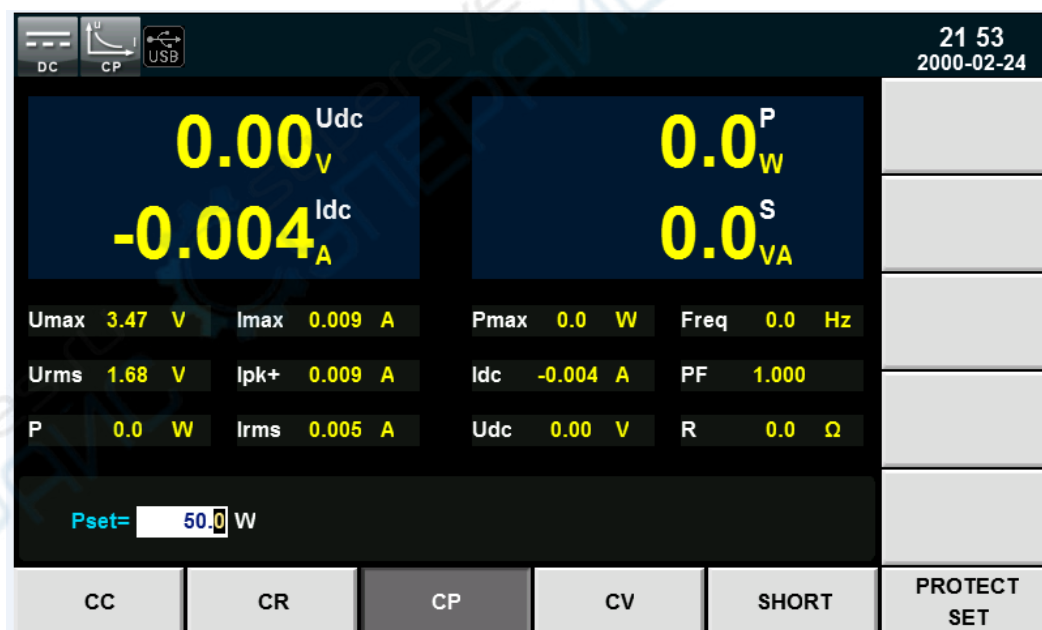 U
I
DC
CP
USB
21 53
2000-02-24
0.00 Udc V
0.0 P W
-0.004 Idc A
0.0 S VA
Umax 3.47 V Imax 0.009 A Pmax 0.0 W Freq 0.0 Hz
Urms 1.68 V Ipk+ 0.009 A Idc -0.004 A PF 1.000
P 0.0 W Irms 0.005 A Udc 0.00 V R 0.0 Ω
Pset= 50.0 W
CC CR CP CV SHORT PROTECT
SET